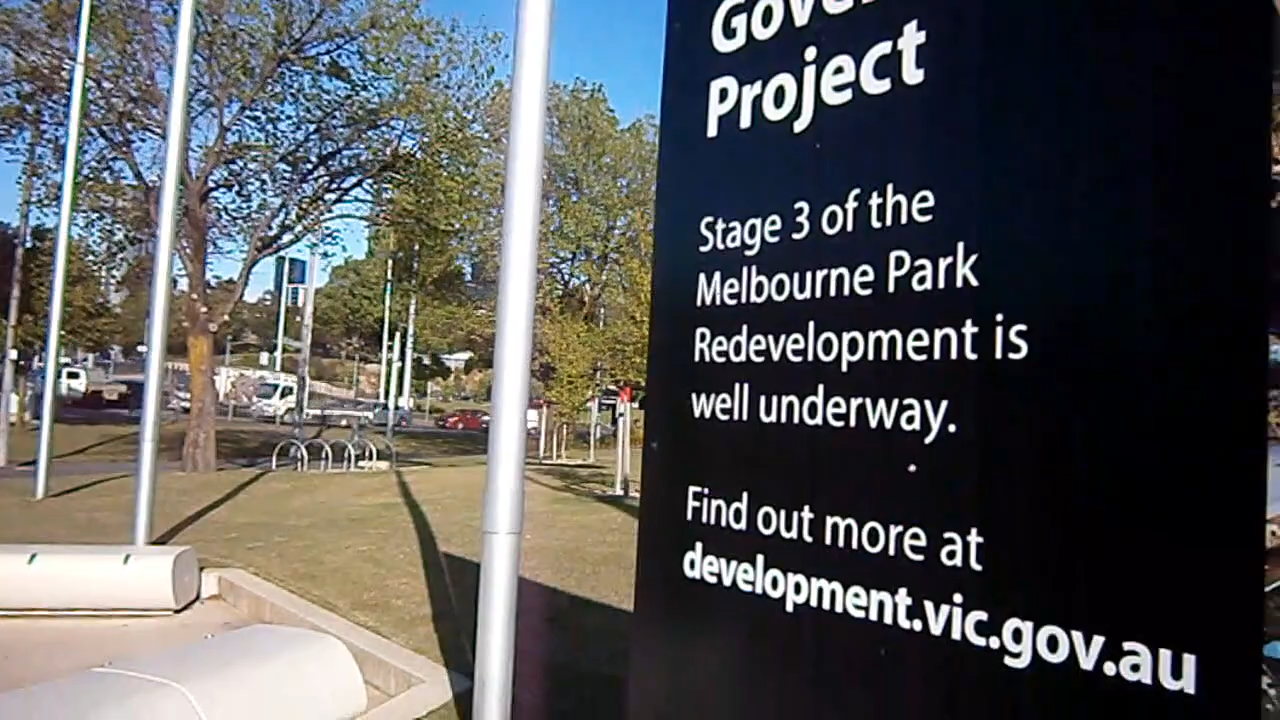 Project
Stage 3 of the
Melbourne Park
Redevelopment is
well underway.
Find out more at
development.vic.gov.au